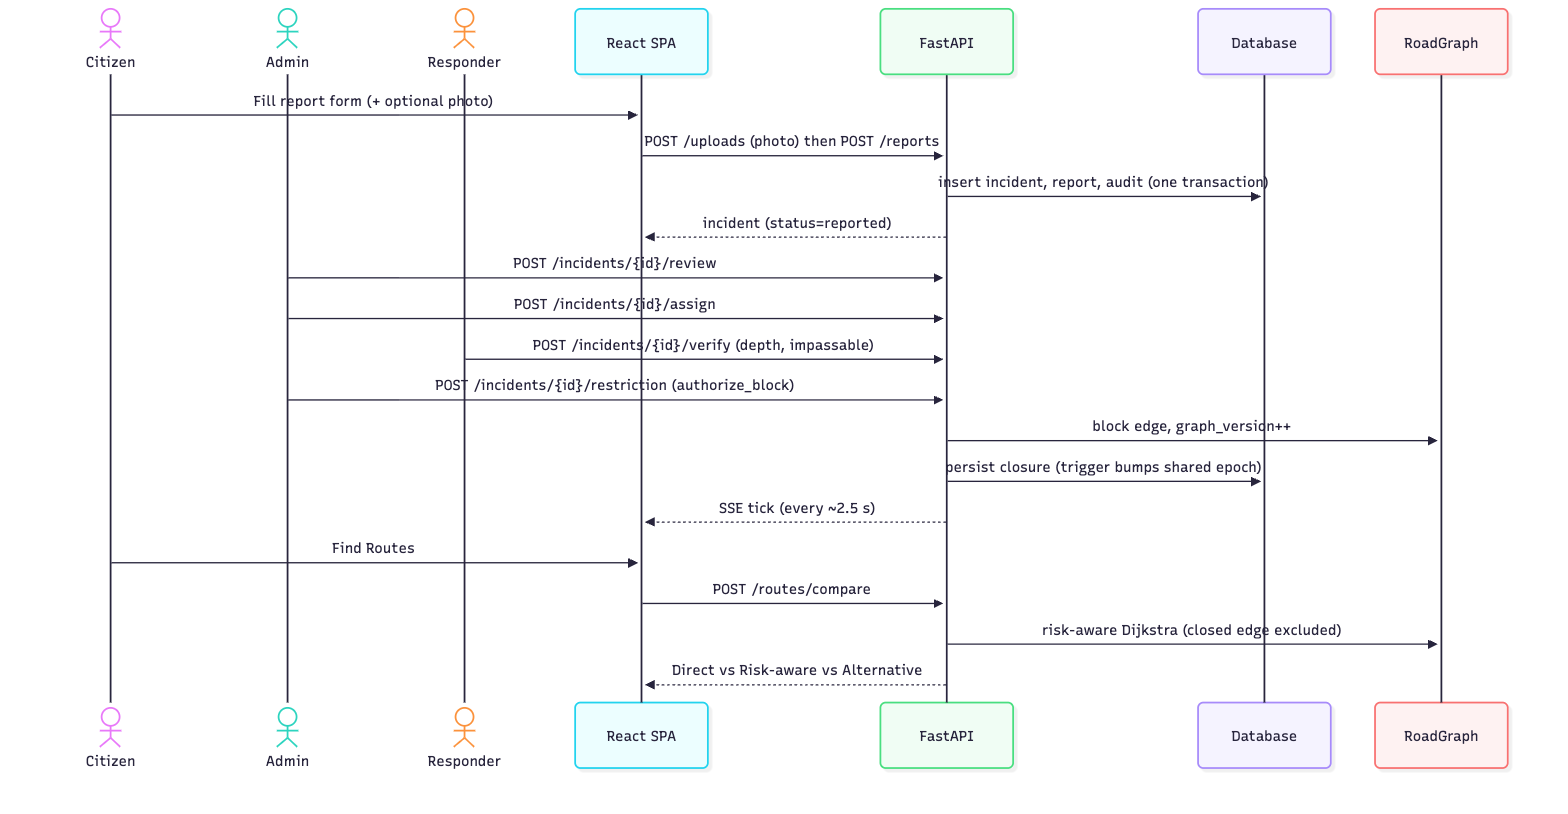 Citizen
Admin
Responder
React SPA
FastAPI
Database
RoadGraph
Fill report form (+ optional photo)
POST /uploads (photo) then POST /reports
insert incident, report, audit (one transaction)
incident (status=reported)
POST /incidents/{id}/review
POST /incidents/{id}/assign
POST /incidents/{id}/verify (depth, impassable)
POST /incidents/{id}/restriction (authorize_block)
block edge, graph_version++
persist closure (trigger bumps shared epoch)
SSE tick (every ~2.5 s)
Find Routes
POST /routes/compare
risk-aware Dijkstra (closed edge excluded)
Direct vs Risk-aware vs Alternative
Citizen
Admin
Responder
React SPA
FastAPI
Database
RoadGraph